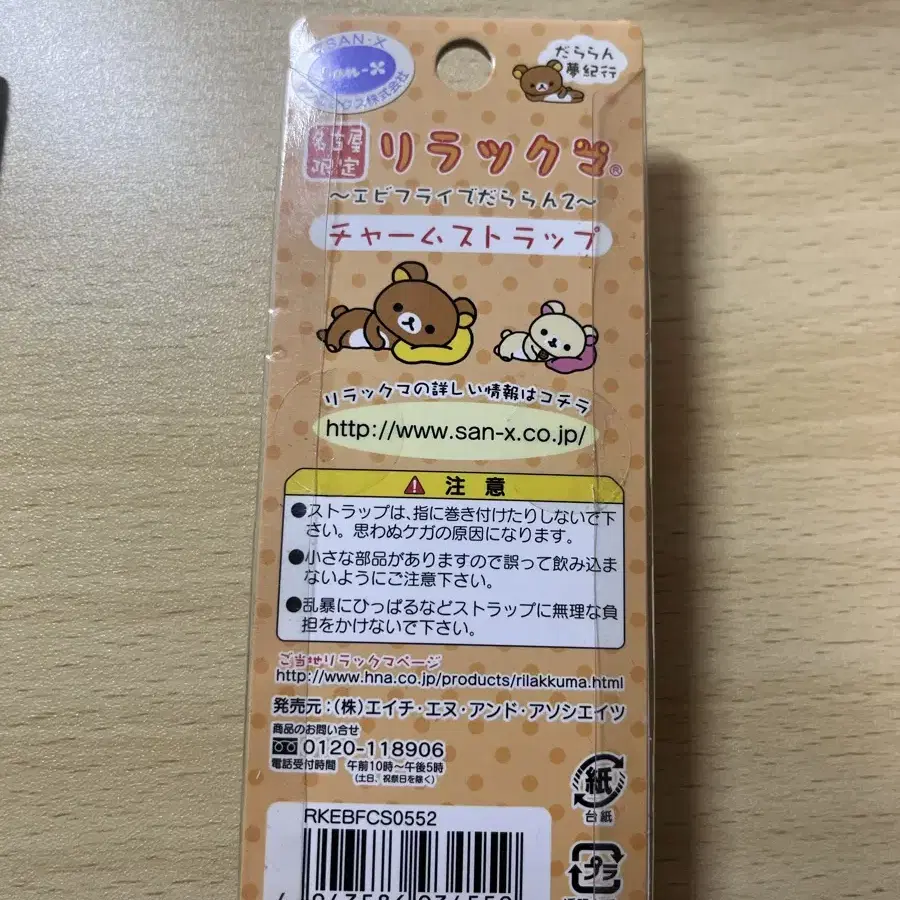 SAN-X
San-X
サンエックス株式会社
だららん
夢紀行
名古屋
限定
リラックマ®
～エビフライでだららん2～
チャームストラップ
リラックマの詳しい情報はコチラ
http://www.san-x.co.jp/
注意
●ストラップは、指に巻き付けたりしないで下
さい。思わぬケガの原因になります。
●小さな部品がありますので誤って飲み込ま
ないようにご注意下さい。
●乱暴にひっぱるなどストラップに無理な負
担をかけないで下さい。
ご当地リラックマページ
http://www.hna.co.jp/products/rilakkuma.html
発売元:(株)エイチ・エヌ・アンド・アソシエイツ
商品のお問い合せ
0120-118906
電話受付時間 午前10時～午後5時
(土日、祝祭日を除く)
紙
台紙
RKEBFCS0552
プラ